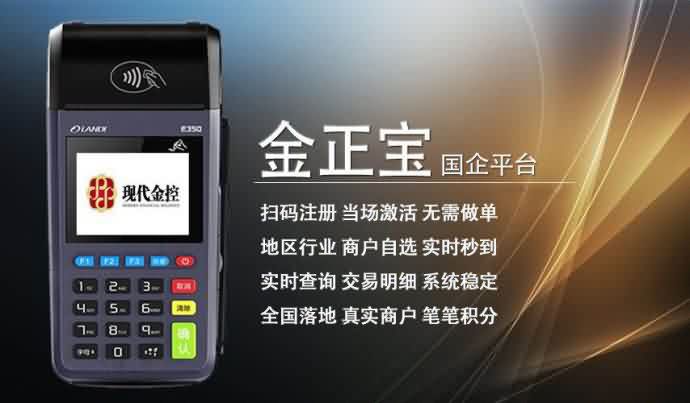 LANDI
E350
现代金控
F1 F2 F3 功能
1 2 3 取消
4 5 6 清除
7 8 9 确认
字母 0
金正宝 国企平台
扫码注册 当场激活 无需做单
地区行业 商户自选 实时秒到
实时查询 交易明细 系统稳定
全国落地 真实商户 笔笔积分